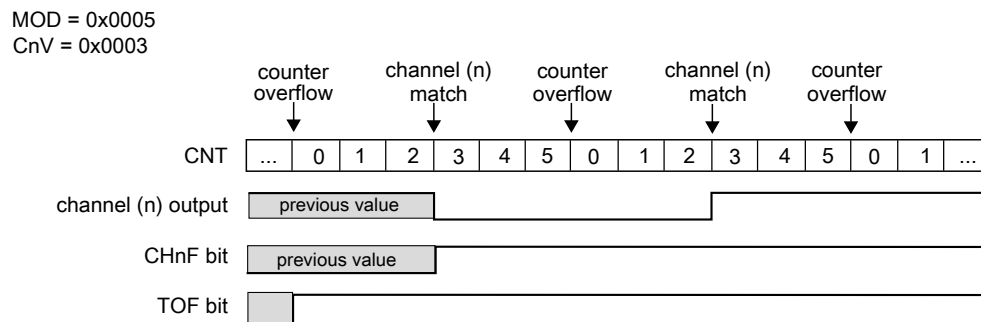 MOD = 0x0005
CnV = 0x0003
counter overflow
channel (n) match
counter overflow
channel (n) match
counter overflow
CNT ... 0 1 2 3 4 5 0 1 2 3 4 5 0 1 ...
channel (n) output previous value
CHnF bit previous value
TOF bit